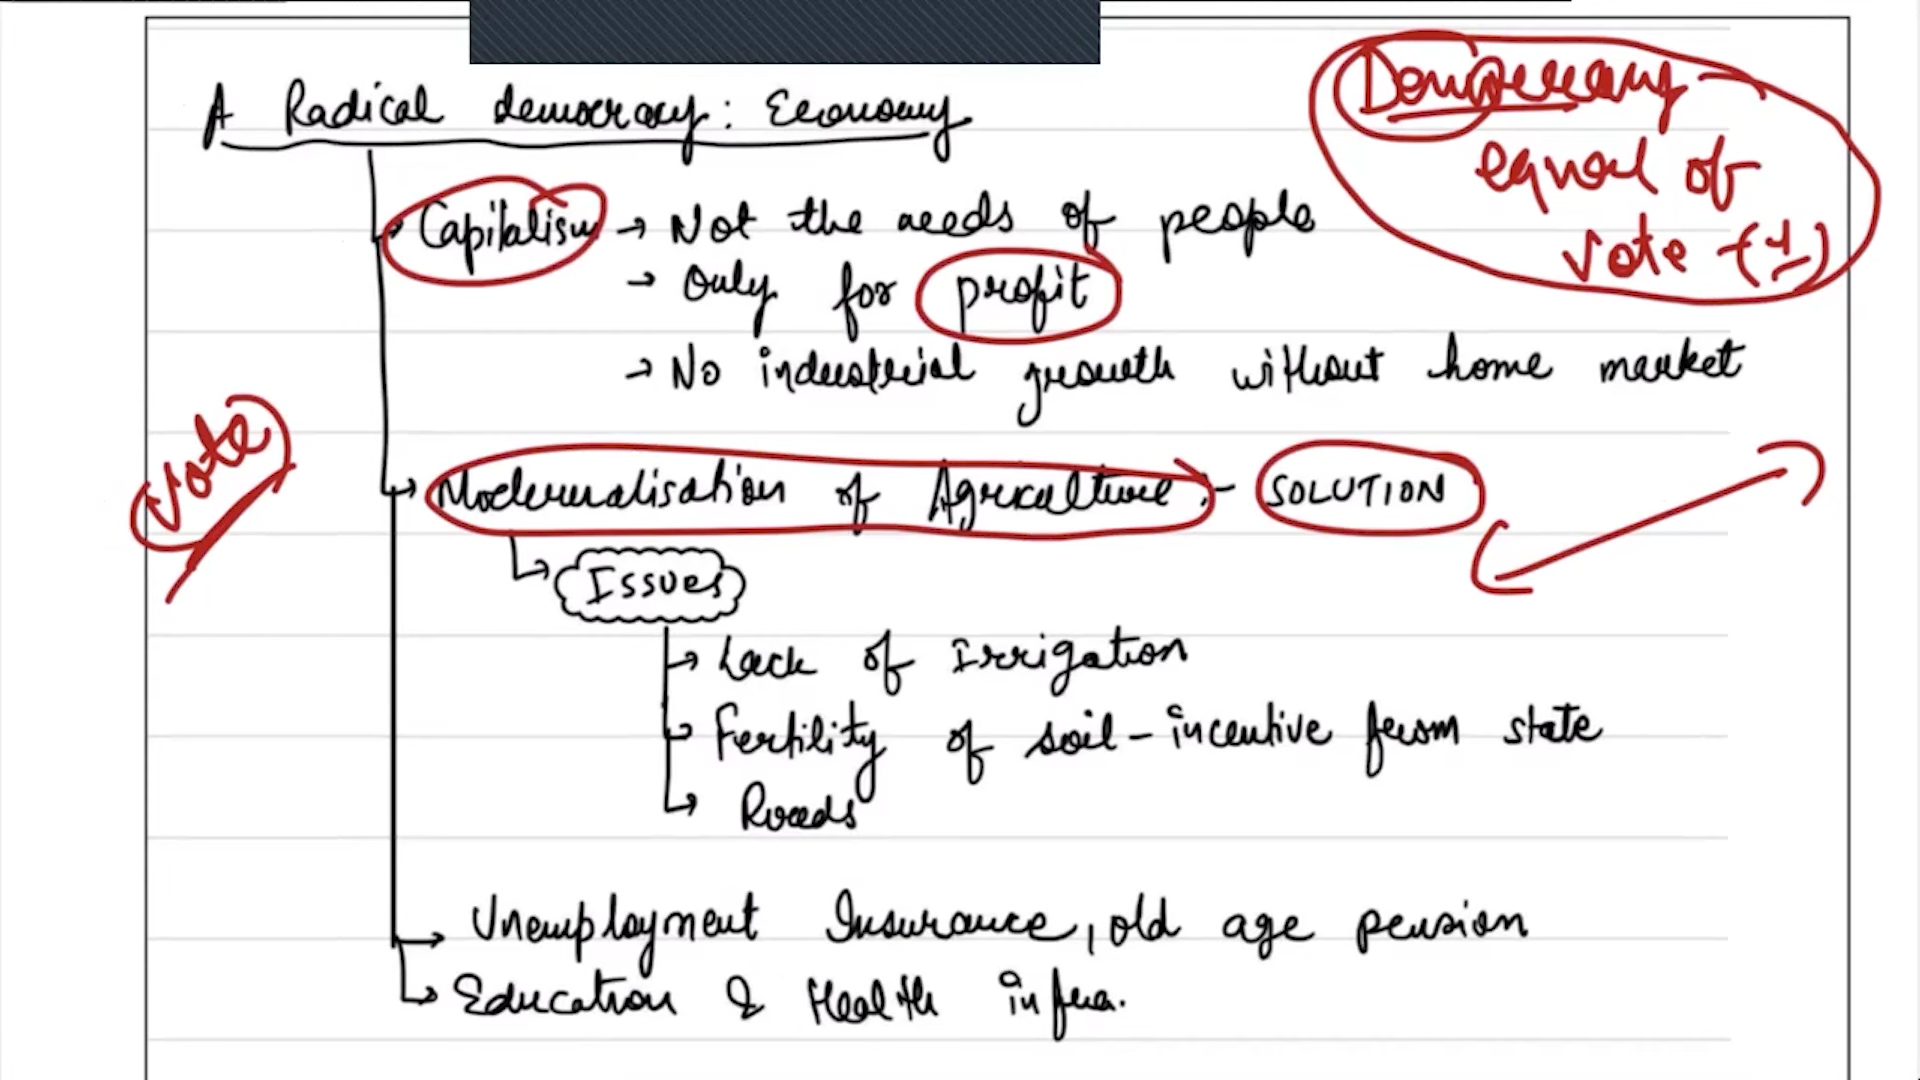 A Radical democracy: Economy
Democracy
equal of
vote - (1)
Capitalism → Not the needs of people
→ Only for profit
→ No industrial growth without home market
Vote
→ Modernalisation of Agriculture :- SOLUTION
Issues
→ Lack of Irrigation
→ Fertility of soil - incentive from state
→ Roads
→ Unemployment Insurance, old age pension
→ Education & Health infra.